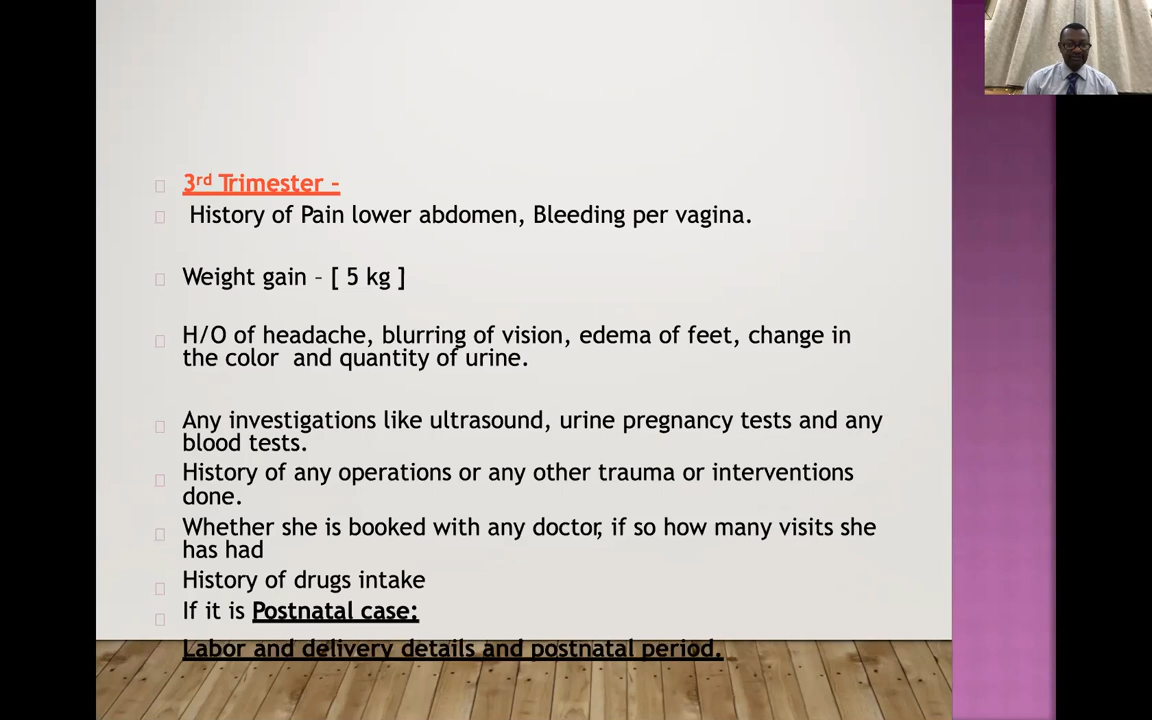 3rd Trimester –
History of Pain lower abdomen, Bleeding per vagina.
Weight gain – [ 5 kg ]
H/O of headache, blurring of vision, edema of feet, change in
the color and quantity of urine.
Any investigations like ultrasound, urine pregnancy tests and any
blood tests.
History of any operations or any other trauma or interventions
done.
Whether she is booked with any doctor, if so how many visits she
has had
History of drugs intake
If it is Postnatal case:
Labor and delivery details and postnatal period.